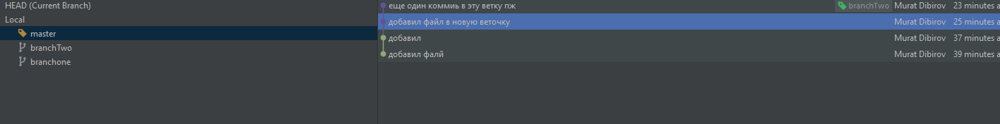 HEAD (Current Branch)
Local
master
branchTwo
branchone
еще один коммиь в эту ветку пж branchTwo Murat Dibirov 23 minutes a
добавил файл в новую веточку Murat Dibirov 25 minutes a
добавил Murat Dibirov 37 minutes a
добавил фалй Murat Dibirov 39 minutes a